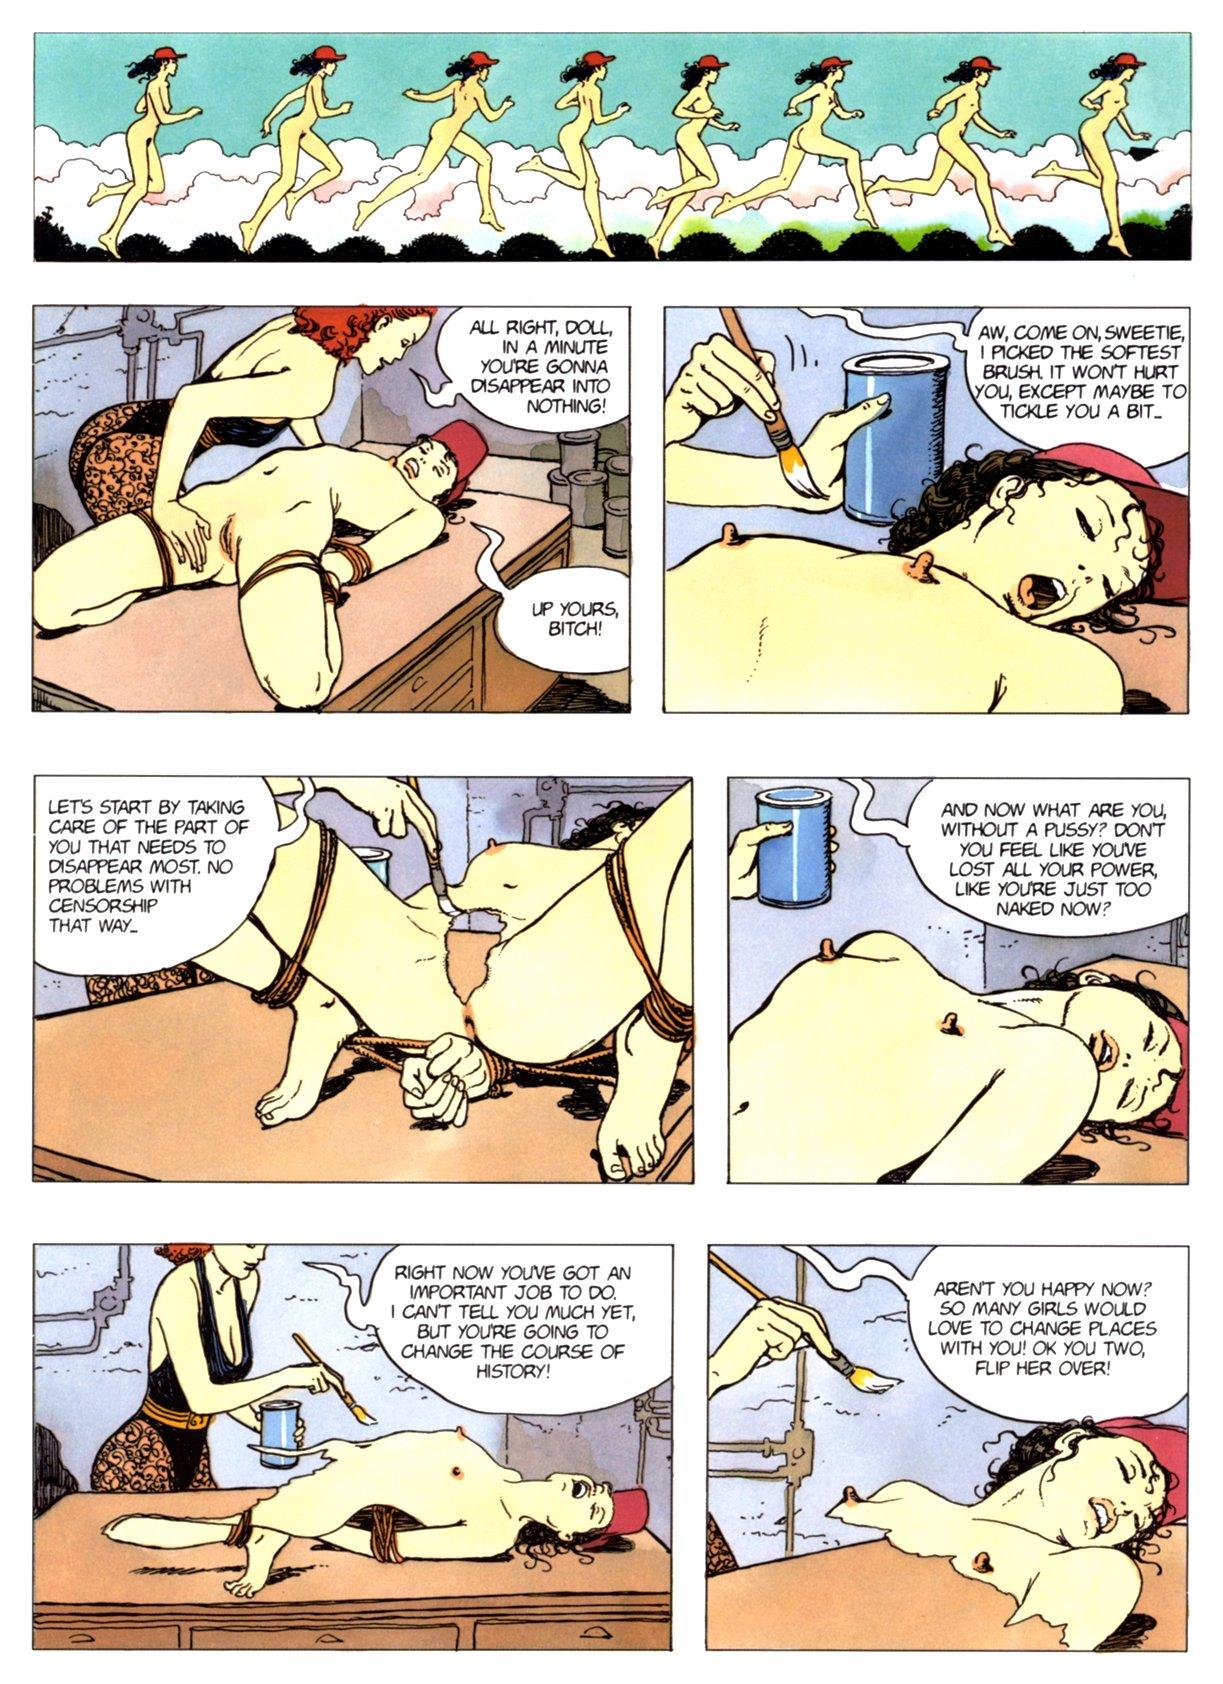 ALL RIGHT, DOLL,
IN A MINUTE
YOU'RE GONNA
DISAPPEAR INTO
NOTHING!
UP YOURS,
BITCH!
AW, COME ON, SWEETIE,
I PICKED THE SOFTEST
BRUSH. IT WON'T HURT
YOU, EXCEPT MAYBE TO
TICKLE YOU A BIT...
LET'S START BY TAKING
CARE OF THE PART OF
YOU THAT NEEDS TO
DISAPPEAR MOST. NO
PROBLEMS WITH
CENSORSHIP
THAT WAY...
AND NOW WHAT ARE YOU,
WITHOUT A PUSSY? DON'T
YOU FEEL LIKE YOU'VE
LOST ALL YOUR POWER,
LIKE YOU'RE JUST TOO
NAKED NOW?
RIGHT NOW YOU'VE GOT AN
IMPORTANT JOB TO DO.
I CAN'T TELL YOU MUCH YET,
BUT YOU'RE GOING TO
CHANGE THE COURSE OF
HISTORY!
AREN'T YOU HAPPY NOW?
SO MANY GIRLS WOULD
LOVE TO CHANGE PLACES
WITH YOU! OK YOU TWO,
FLIP HER OVER!